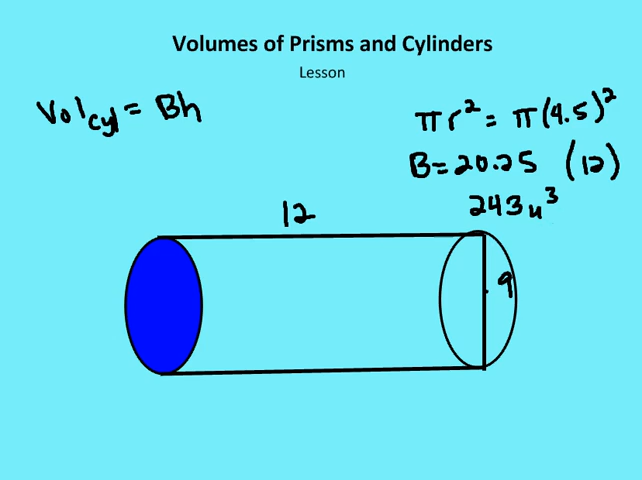 Volumes of Prisms and Cylinders
Lesson
Vol cyl = Bh
πr² = π(4.5)²
B = 20.25 (12)
243u³
12
9